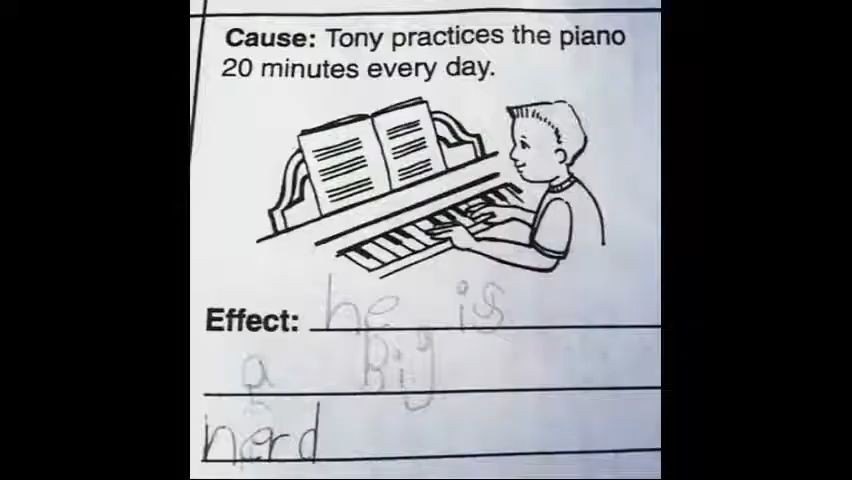 Cause: Tony practices the piano
20 minutes every day.
Effect: he is
a big
nerd